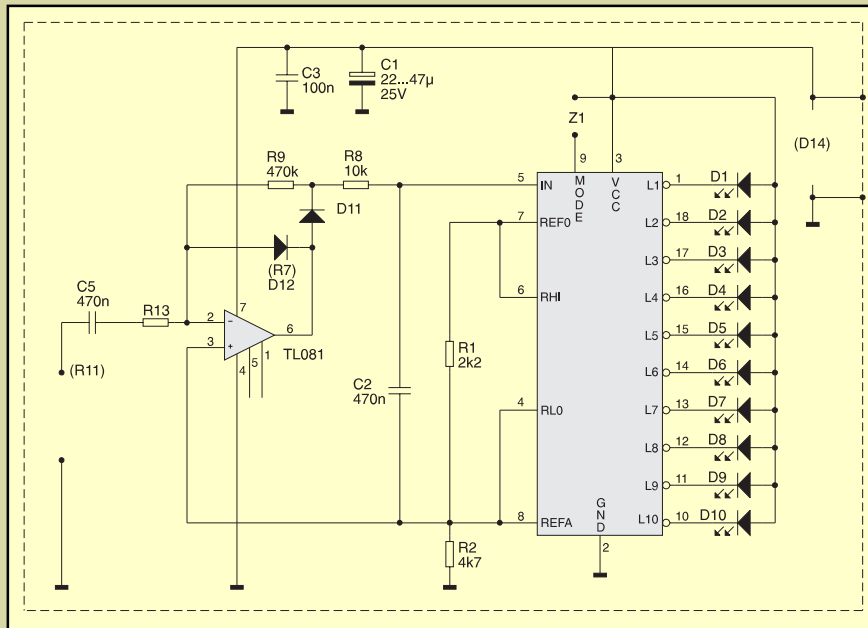 C3
100n
C1
22...47µ
25V
(D14)
Z1
R9
470k
R8
10k
9
3
5
IN
MODE
VCC
L1
1
D1
D11
7
REF0
L2
18
D2
(R7)
D12
L3
17
D3
6
RHI
L4
16
D4
C5
470n
R13
2
−
7
6
3
+
4
5
1
TL081
L5
15
D5
R1
2k2
L6
14
D6
(R11)
C2
470n
4
RL0
L7
13
D7
L8
12
D8
L9
11
D9
8
REFA
GND
2
L10
10
D10
R2
4k7